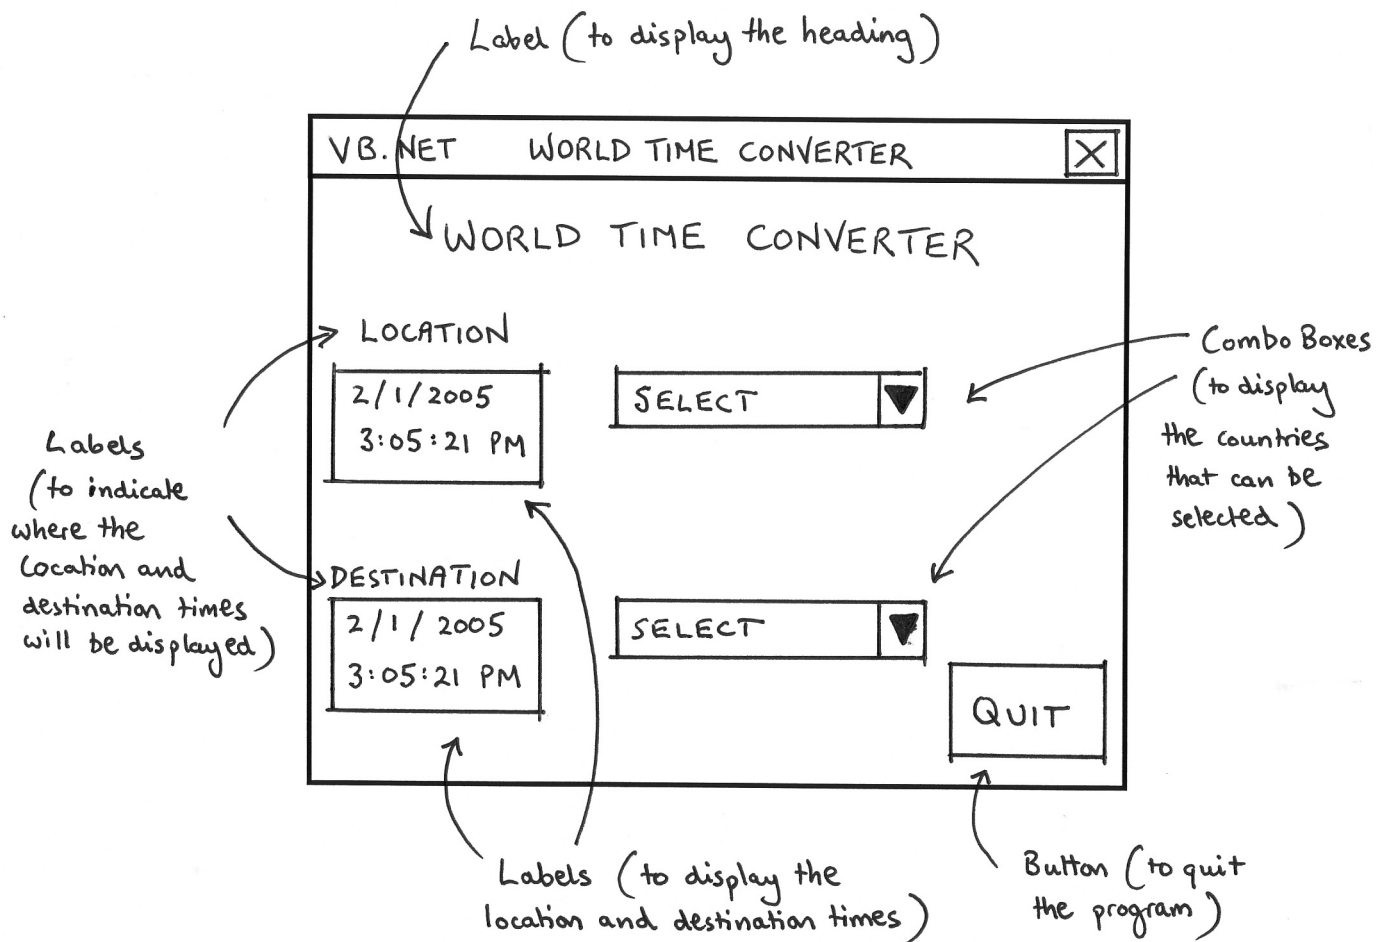 Label (to display the heading)
VB.NET WORLD TIME CONVERTER X
WORLD TIME CONVERTER
LOCATION
2/1/2005
3:05:21 PM
SELECT
Combo Boxes
(to display
the countries
that can be
selected)
Labels
(to indicate
where the
location and
destination times
will be displayed)
DESTINATION
2/1/2005
3:05:21 PM
SELECT
QUIT
Labels (to display the
location and destination times)
Button (to quit
the program)